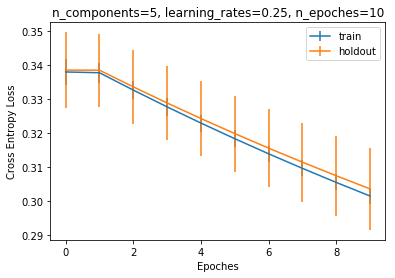 n_components=5, learning_rates=0.25, n_epoches=10
train
holdout
Cross Entropy Loss
0.35
0.34
0.33
0.32
0.31
0.30
0.29
0
2
4
6
8
Epoches